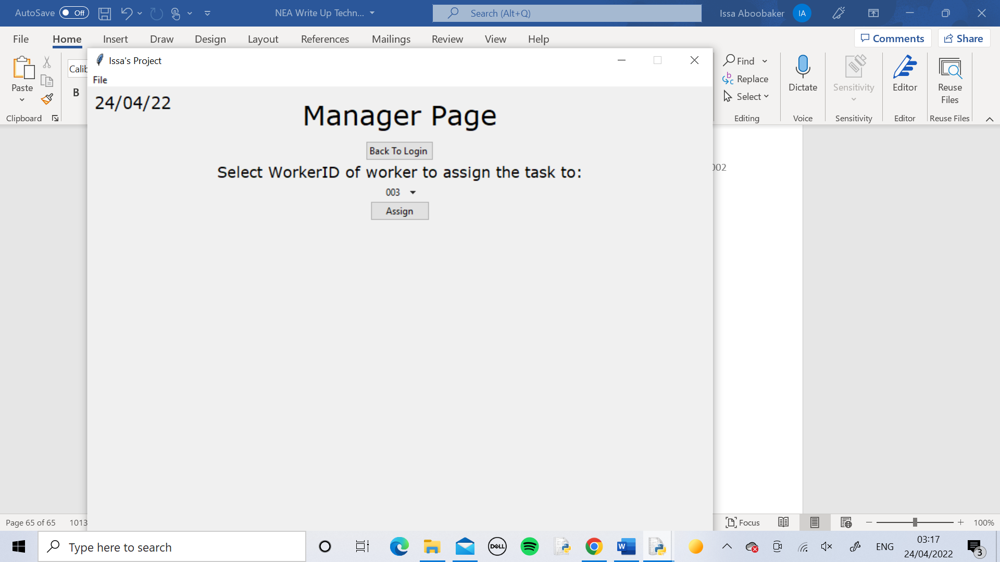 AutoSave Off
NEA Write Up Techn...
Search (Alt+Q)
Issa Aboobaker IA
File Home Insert Draw Design Layout References Mailings Review View Help
Comments Share
Paste
Clipboard
B
Issa's Project
File
24/04/22
Manager Page
Back To Login
Select WorkerID of worker to assign the task to:
003
Assign
Find
Replace
Select
Editing
Dictate
Voice
Sensitivity
Sensitivity
Editor
Editor
Reuse
Files
Reuse Files
002
Page 65 of 65
Focus
100%
Type here to search
DELL
W
ENG
03:17
24/04/2022
3